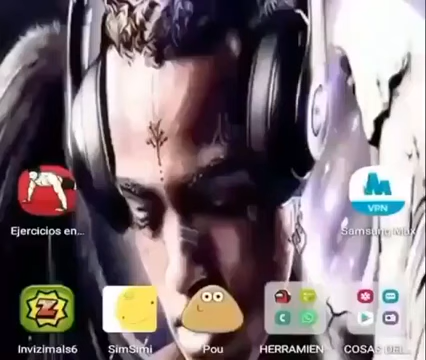 VPN
Ejercicios en...
Samsung Max
Invizimals6
SimSimi
Pou
HERRAMIEN
COSAS DEL..